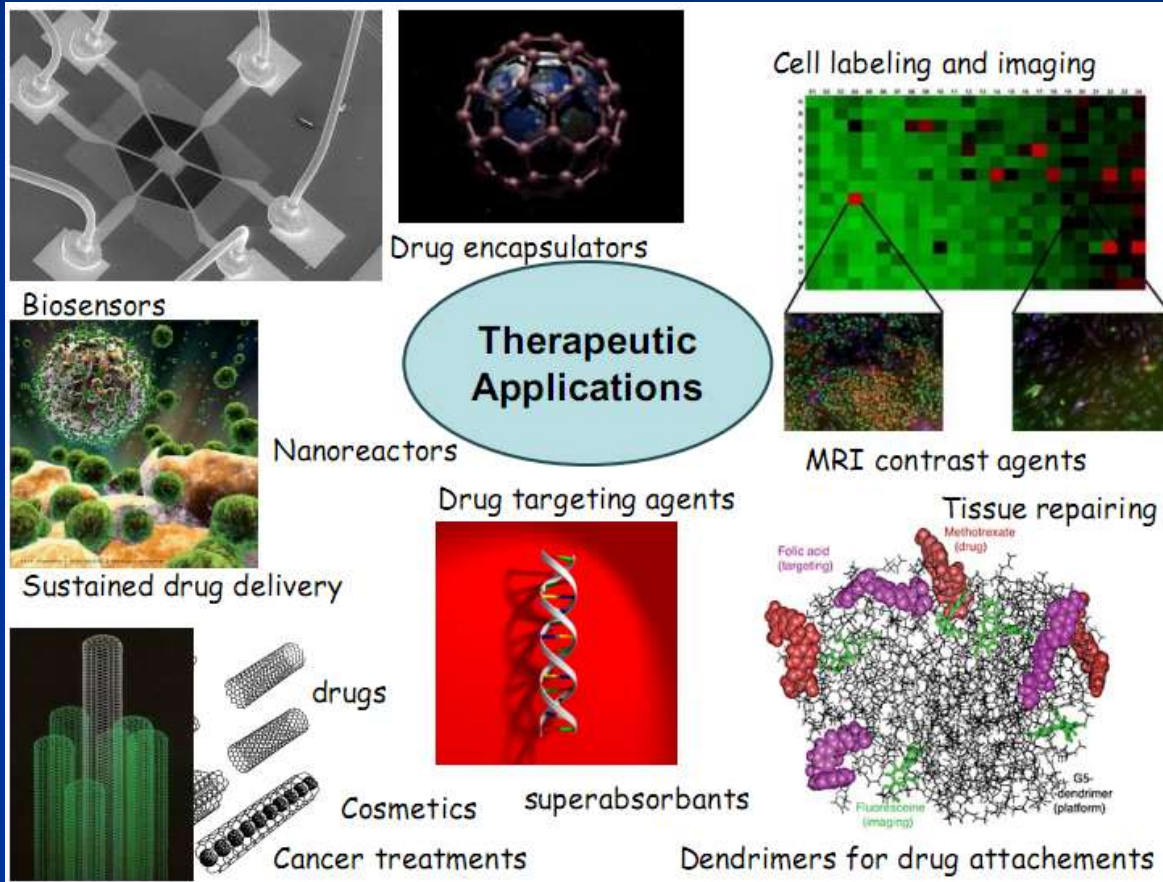 Cell labeling and imaging
Drug encapsulators
Biosensors
Therapeutic
Applications
Nanoreactors
MRI contrast agents
Drug targeting agents
Tissue repairing
Methotrexate
(drug)
Folic acid
(targeting)
Sustained drug delivery
drugs
G5-
dendrimer
(platform)
Fluoresceine
(imaging)
Cosmetics
superabsorbants
Cancer treatments
Dendrimers for drug attachements